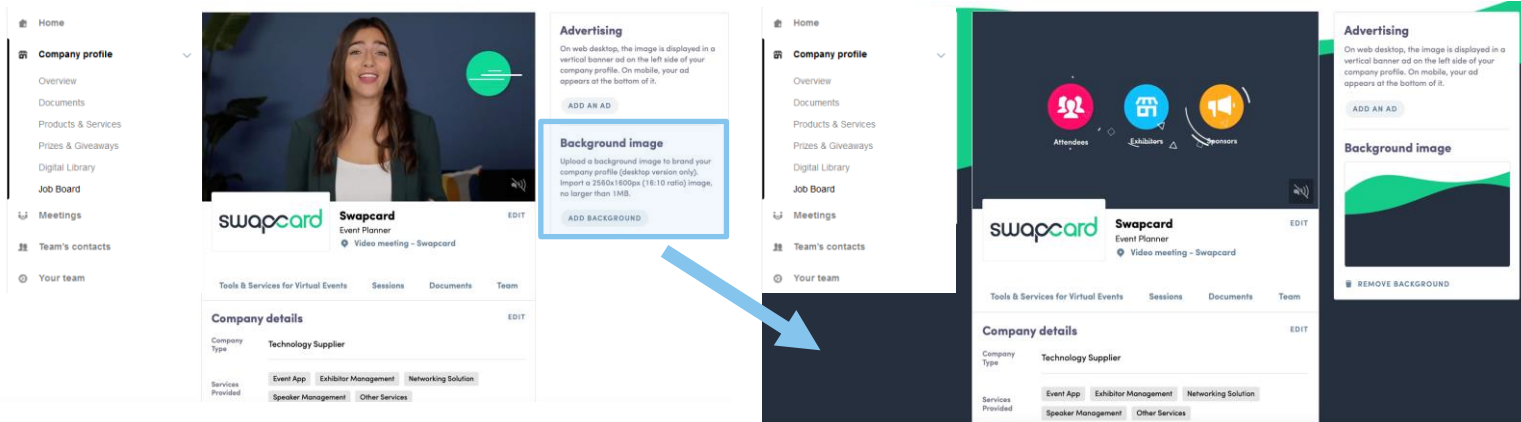 Home
Company profile
Overview
Documents
Products & Services
Prizes & Giveaways
Digital Library
Job Board
Meetings
Team's contacts
Your team
swapcard
Swapcard
Event Planner
Video meeting - Swapcard
EDIT
Tools & Services for Virtual Events
Sessions
Documents
Team
Company details
EDIT
Company
Type
Technology Supplier
Services
Provided
Event App
Exhibitor Management
Networking Solution
Speaker Management
Other Services
Advertising
On web desktop, the image is displayed in a
vertical banner ad on the left side of your
company profile. On mobile, your ad
appears at the bottom of it.
ADD AN AD
Background image
Upload a background image to brand your
company profile (desktop version only).
Import a 2560x1600px (16:10 ratio) image,
no larger than 1MB.
ADD BACKGROUND
Home
Company profile
Overview
Documents
Products & Services
Prizes & Giveaways
Digital Library
Job Board
Meetings
Team's contacts
Your team
Attendees
Exhibitors
Sponsors
swapcard
Swapcard
Event Planner
Video meeting - Swapcard
EDIT
Tools & Services for Virtual Events
Sessions
Documents
Team
Company details
EDIT
Company
Type
Technology Supplier
Services
Provided
Event App
Exhibitor Management
Networking Solution
Speaker Management
Other Services
Advertising
On web desktop, the image is displayed in a
vertical banner ad on the left side of your
company profile. On mobile, your ad
appears at the bottom of it.
ADD AN AD
Background image
REMOVE BACKGROUND